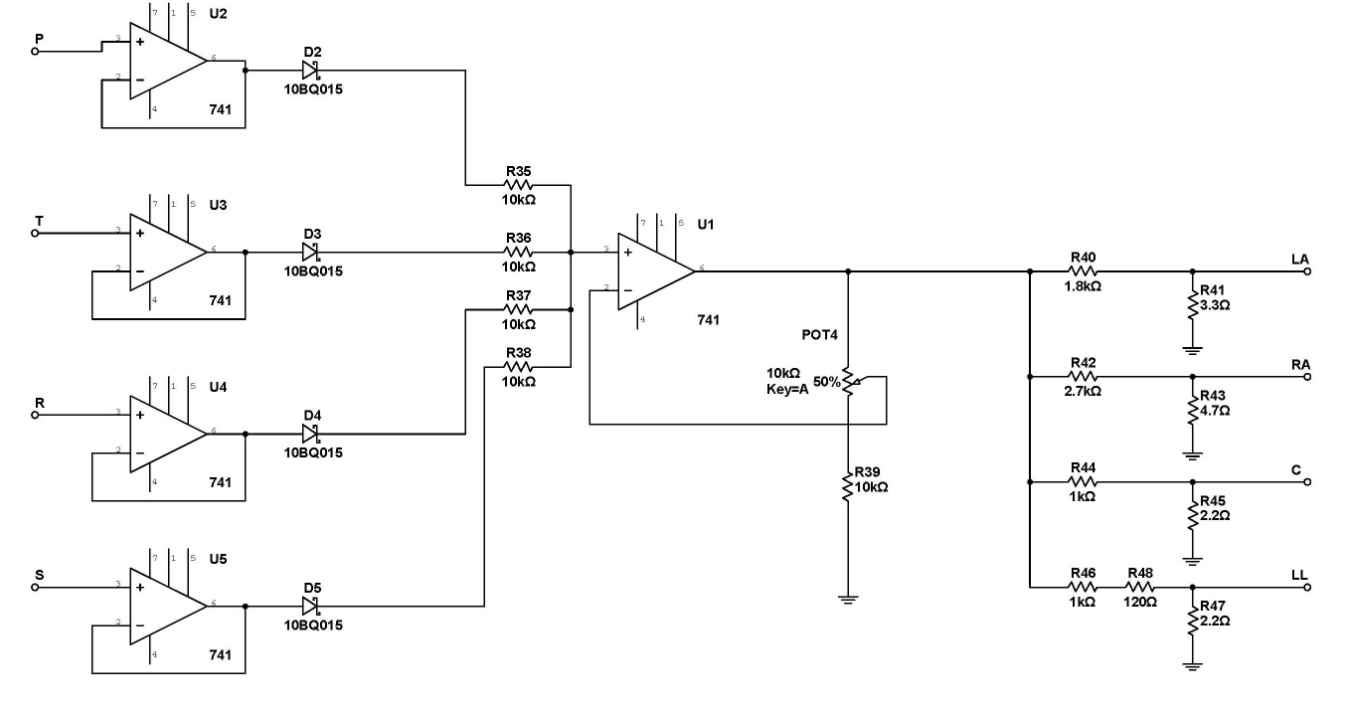 7 1 5 U2
P
3
6
2
4
741
D2
10BQ015
7 1 5 U3
T
3
6
2
4
741
D3
10BQ015
7 1 5 U4
R
3
6
2
4
741
D4
10BQ015
7 1 5 U5
S
3
6
2
4
741
D5
10BQ015
R35
10kΩ
R36
10kΩ
R37
10kΩ
R38
10kΩ
7 1 5 U1
3
6
2
4
741
POT4
10kΩ 50%
Key=A
R39
10kΩ
R40
1.8kΩ
LA
R41
3.3Ω
R42
2.7kΩ
RA
R43
4.7Ω
R44
1kΩ
C
R45
2.2Ω
R46
1kΩ
R48
120Ω
LL
R47
2.2Ω